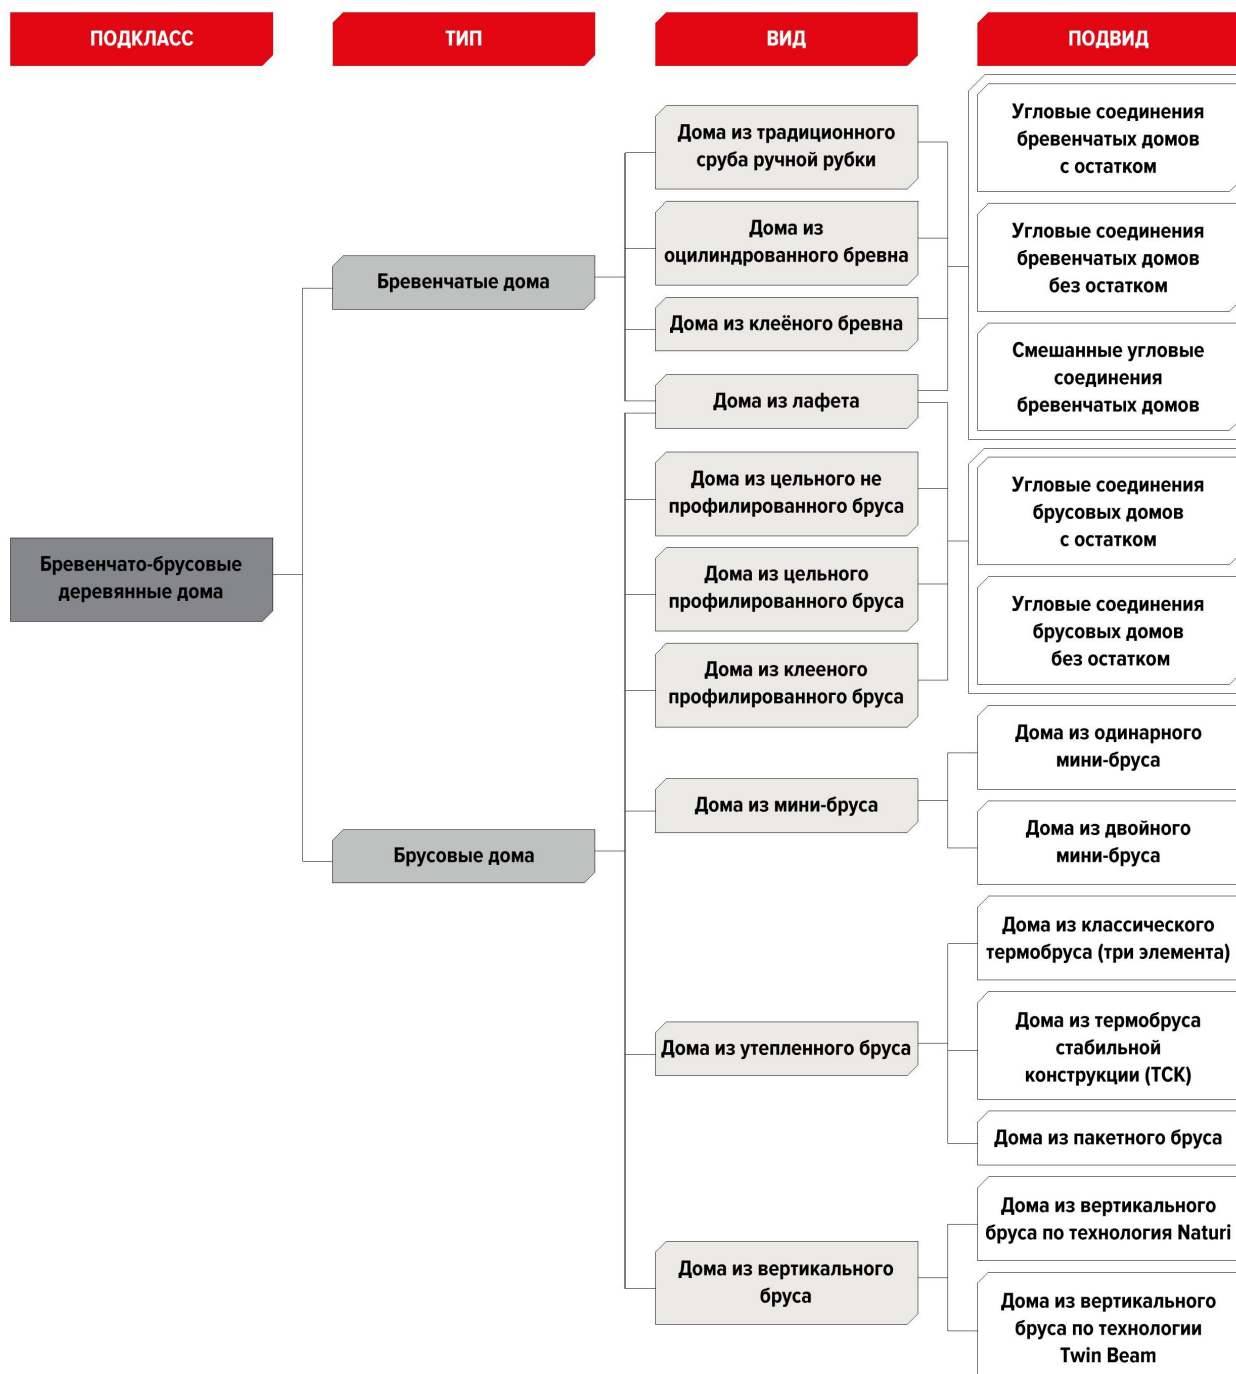 ПОДКЛАСС
ТИП
ВИД
ПОДВИД
Бревенчато-брусовые
деревянные дома
Бревенчатые дома
Брусовые дома
Дома из традиционного
сруба ручной рубки
Дома из
оцилиндрованного бревна
Дома из клеёного бревна
Дома из лафета
Дома из цельного не
профилированного бруса
Дома из цельного
профилированного бруса
Дома из клееного
профилированного бруса
Дома из мини-бруса
Дома из утепленного бруса
Дома из вертикального
бруса
Угловые соединения
бревенчатых домов
с остатком
Угловые соединения
бревенчатых домов
без остатком
Смешанные угловые
соединения
бревенчатых домов
Угловые соединения
брусовых домов
с остатком
Угловые соединения
брусовых домов
без остатком
Дома из одинарного
мини-бруса
Дома из двойного
мини-бруса
Дома из классического
термобруса (три элемента)
Дома из термобруса
стабильной
конструкции (ТСК)
Дома из пакетного бруса
Дома из вертикального
бруса по технология Naturi
Дома из вертикального
бруса по технологии
Twin Beam